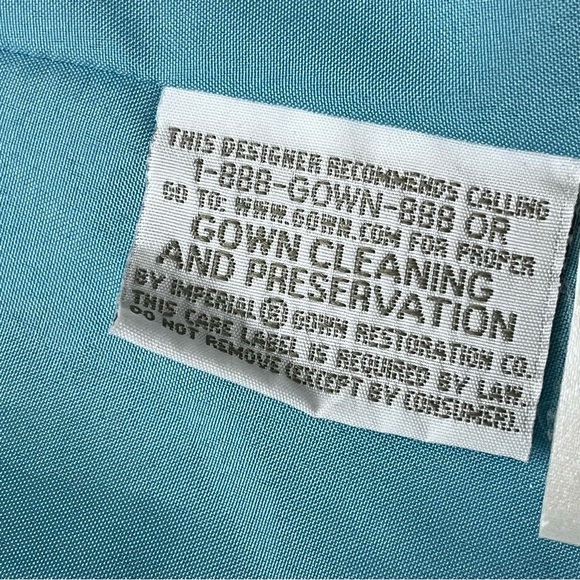 THIS DESIGNER RECOMMENDS CALLING
1-888-GOWN-888 OR
GO TO: WWW.GOWN.COM FOR PROPER
GOWN CLEANING
AND PRESERVATION
BY IMPERIAL ® GOWN RESTORATION CO.
THIS CARE LABEL IS REQUIRED BY LAW.
DO NOT REMOVE (EXCEPT BY CONSUMER).